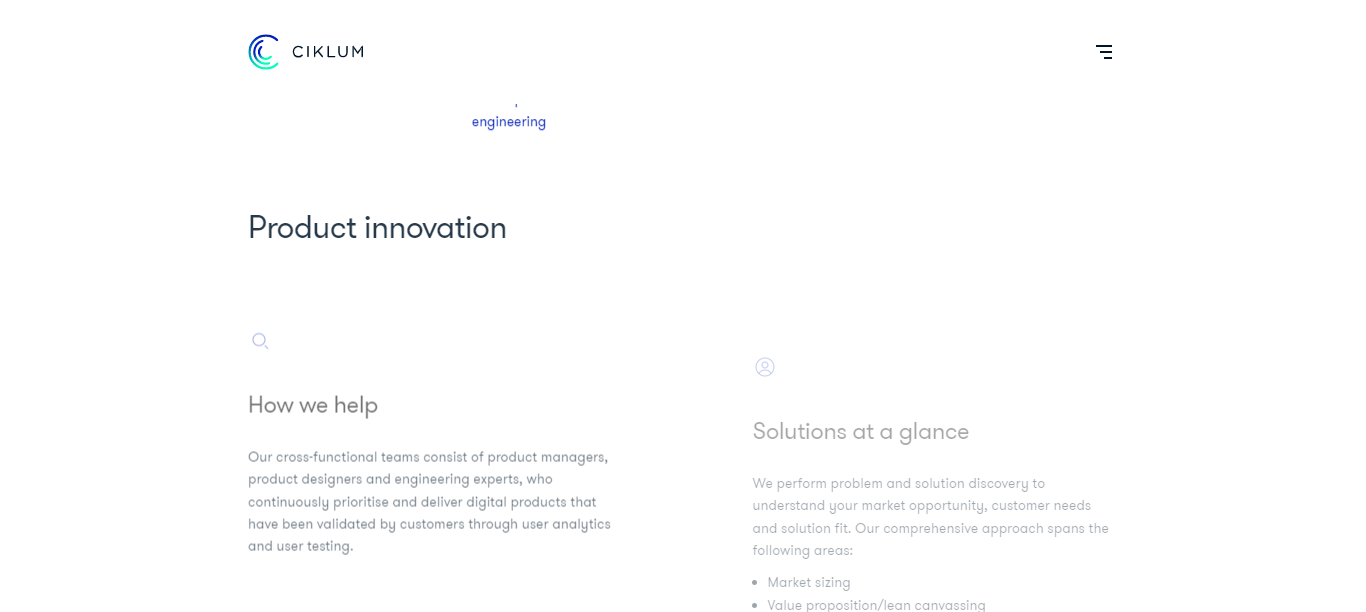 CIKLUM
engineering
Product innovation
How we help
Our cross-functional teams consist of product managers,
product designers and engineering experts, who
continuously prioritise and deliver digital products that
have been validated by customers through user analytics
and user testing.
Solutions at a glance
We perform problem and solution discovery to
understand your market opportunity, customer needs
and solution fit. Our comprehensive approach spans the
following areas:
Market sizing
Value proposition/lean canvassing